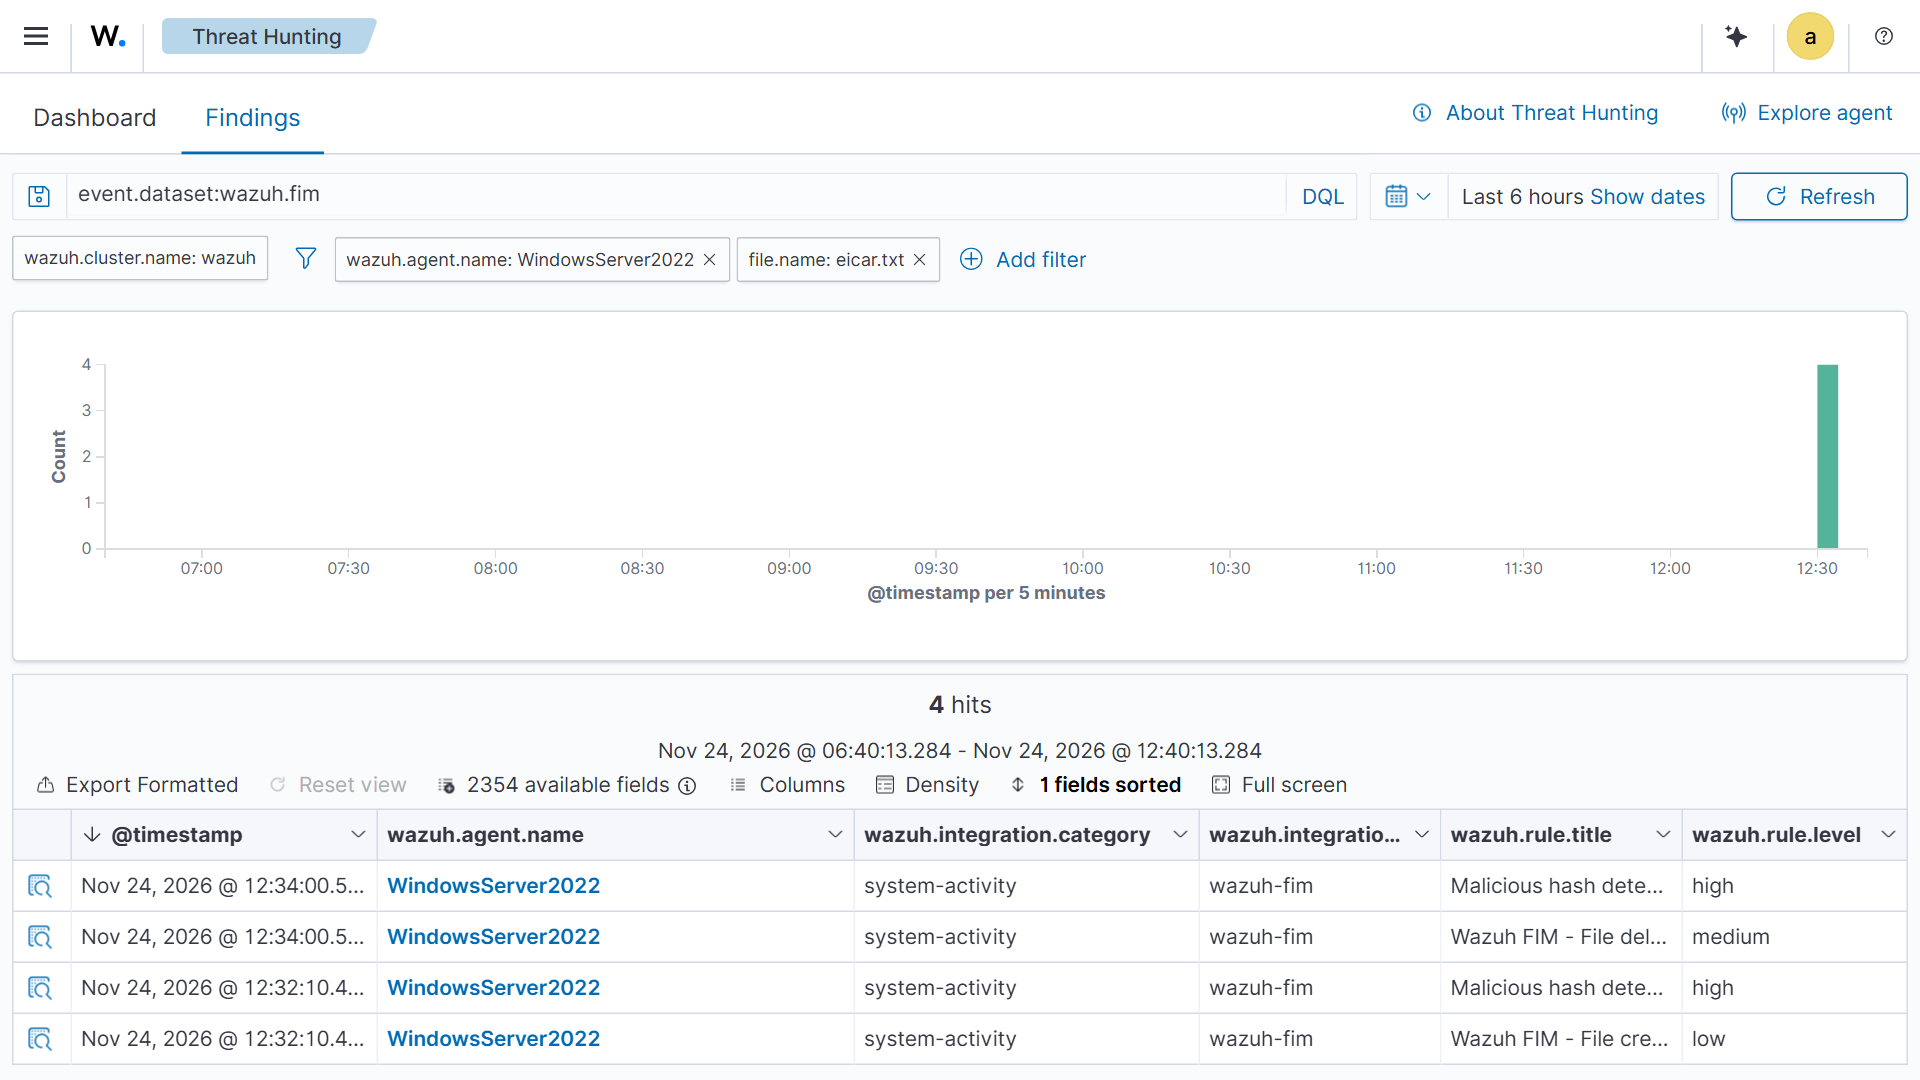 W.
Threat Hunting
a
Dashboard
Findings
About Threat Hunting
Explore agent
event.dataset:wazuh.fim
DQL
Last 6 hours Show dates
Refresh
wazuh.cluster.name: wazuh
wazuh.agent.name: WindowsServer2022
file.name: eicar.txt
Add filter
4
3
2
1
0
Count
07:00 07:30 08:00 08:30 09:00 09:30 10:00 10:30 11:00 11:30 12:00 12:30
@timestamp per 5 minutes
4 hits
Nov 24, 2026 @ 06:40:13.284 - Nov 24, 2026 @ 12:40:13.284
Export Formatted Reset view 2354 available fields Columns Density 1 fields sorted Full screen
@timestamp wazuh.agent.name wazuh.integration.category wazuh.integratio... wazuh.rule.title wazuh.rule.level
Nov 24, 2026 @ 12:34:00.5... WindowsServer2022 system-activity wazuh-fim Malicious hash dete... high
Nov 24, 2026 @ 12:34:00.5... WindowsServer2022 system-activity wazuh-fim Wazuh FIM - File del... medium
Nov 24, 2026 @ 12:32:10.4... WindowsServer2022 system-activity wazuh-fim Malicious hash dete... high
Nov 24, 2026 @ 12:32:10.4... WindowsServer2022 system-activity wazuh-fim Wazuh FIM - File cre... low